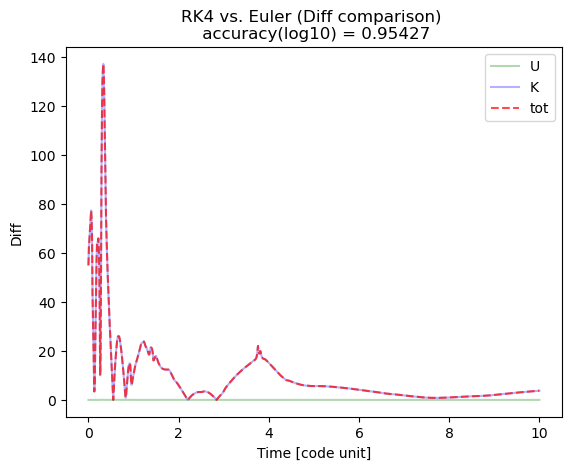 RK4 vs. Euler (Diff comparison)
accuracy(log10) = 0.95427
140
120
100
80
60
40
20
0
Diff
U
K
tot
0
2
4
6
8
10
Time [code unit]